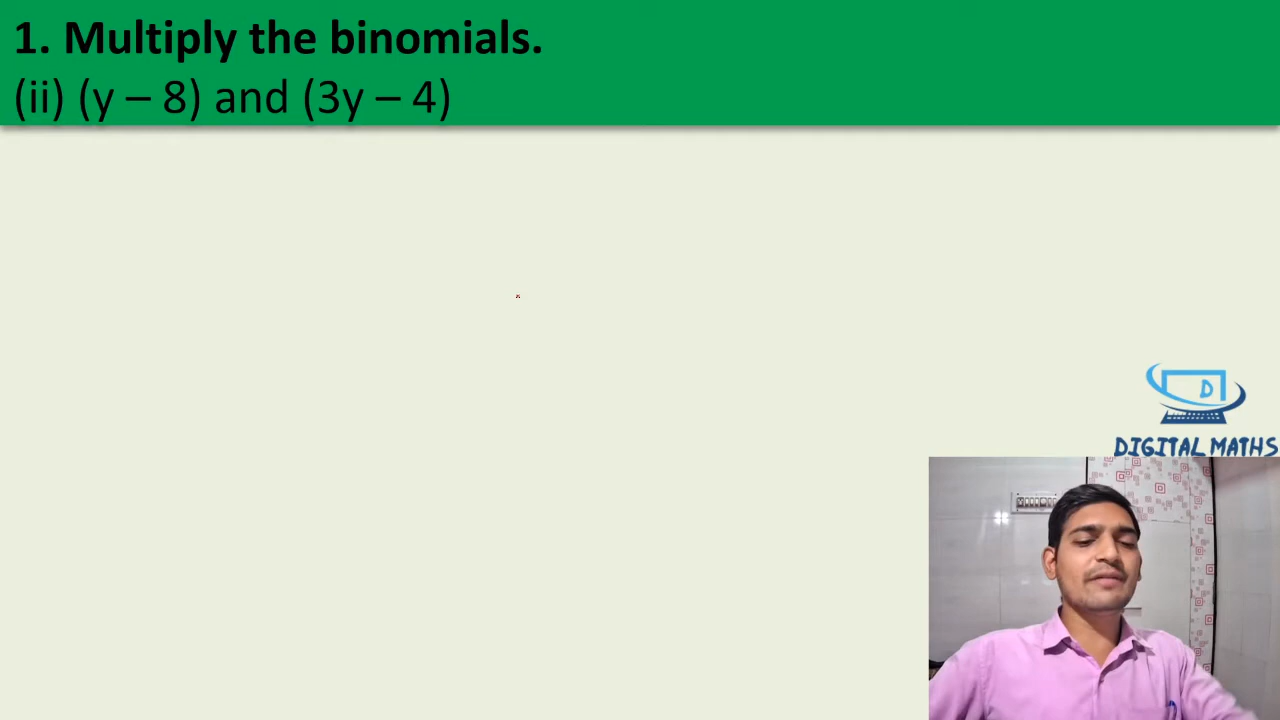 1. Multiply the binomials.
(ii) (y – 8) and (3y – 4)
D
DIGITAL MATHS